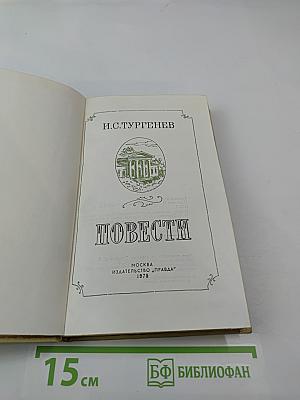 И.С.ТУРГЕНЕВ
ПОВЕСТИ
МОСКВА
ИЗДАТЕЛЬСТВО „ПРАВДА"
1978
15 см
БФ БИБЛИОФАН